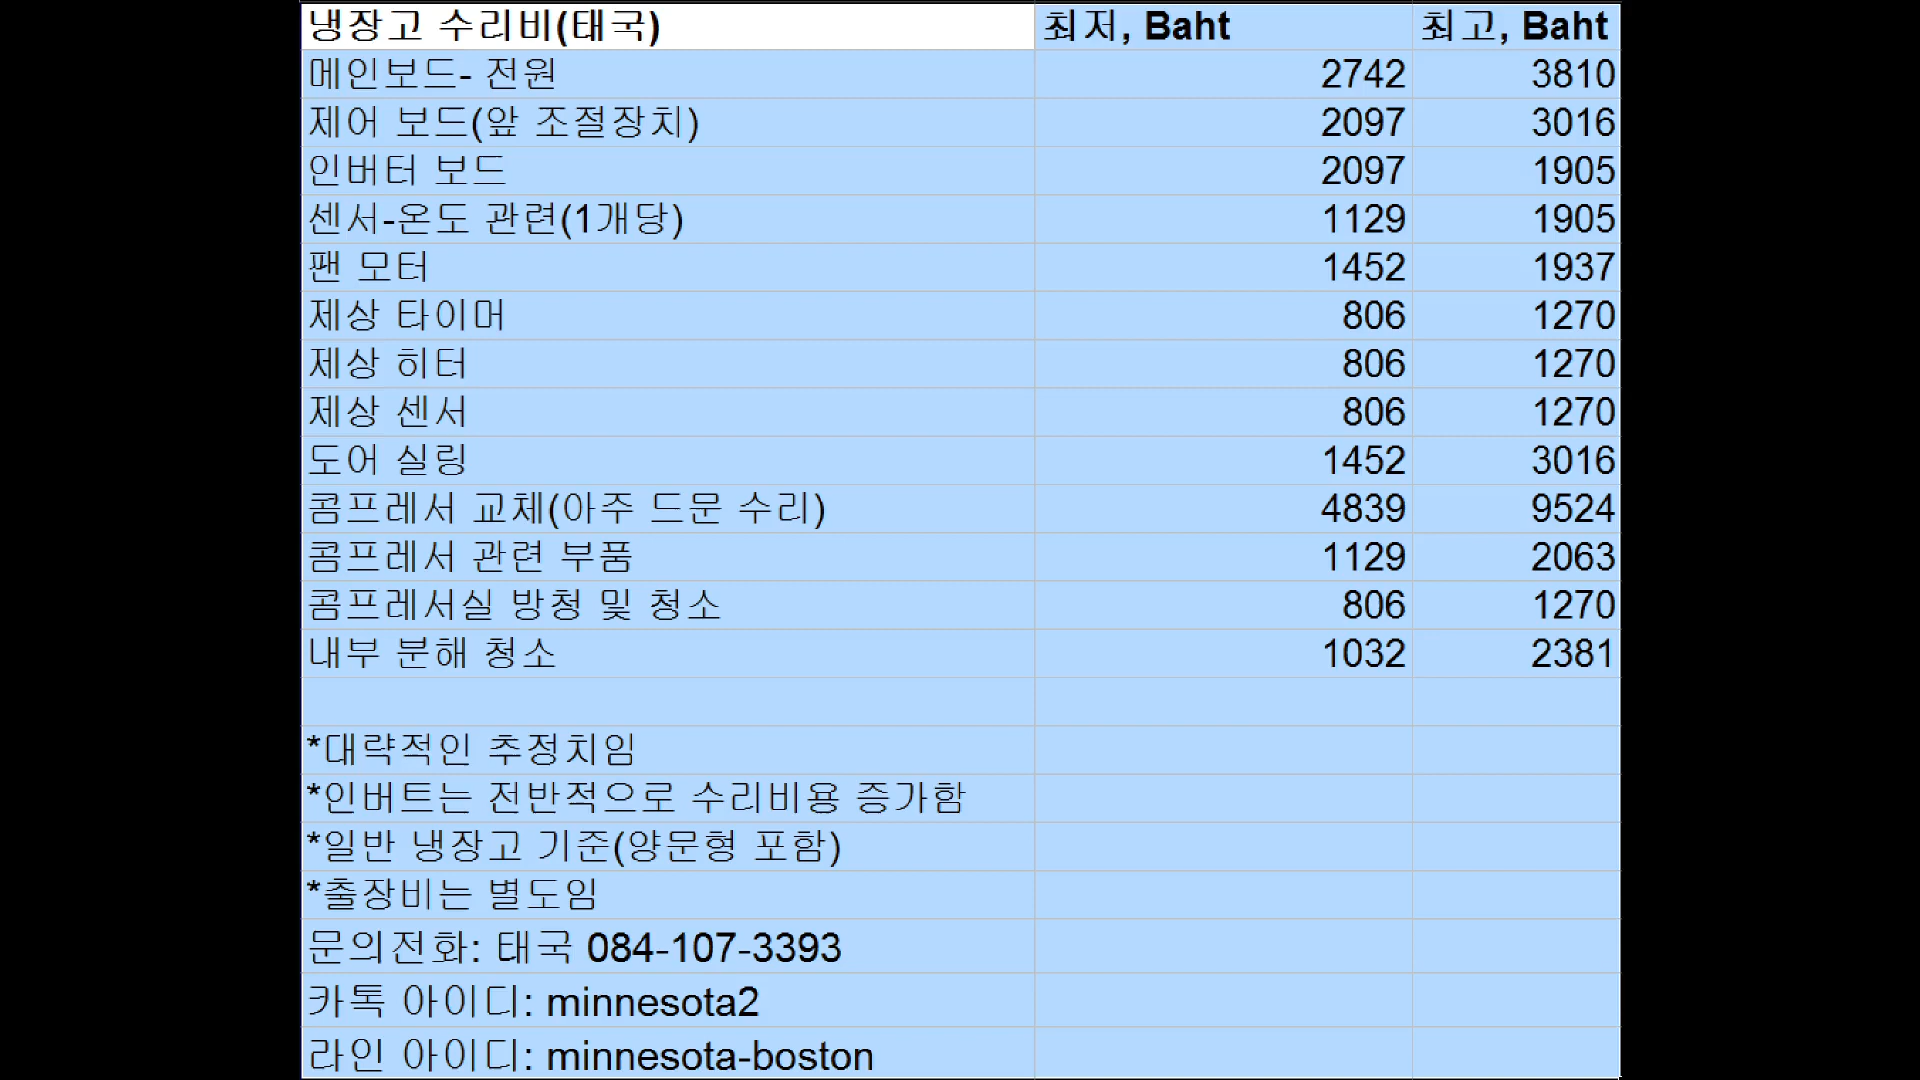 냉장고 수리비(태국) 최저, Baht 최고, Baht
메인보드- 전원 2742 3810
제어 보드(앞 조절장치) 2097 3016
인버터 보드 2097 1905
센서-온도 관련(1개당) 1129 1905
팬 모터 1452 1937
제상 타이머 806 1270
제상 히터 806 1270
제상 센서 806 1270
도어 실링 1452 3016
콤프레서 교체(아주 드문 수리) 4839 9524
콤프레서 관련 부품 1129 2063
콤프레서실 방청 및 청소 806 1270
내부 분해 청소 1032 2381
*대략적인 추정치임
*인버트는 전반적으로 수리비용 증가함
*일반 냉장고 기준(양문형 포함)
*출장비는 별도임
문의전화: 태국 084-107-3393
카톡 아이디: minnesota2
라인 아이디: minnesota-boston